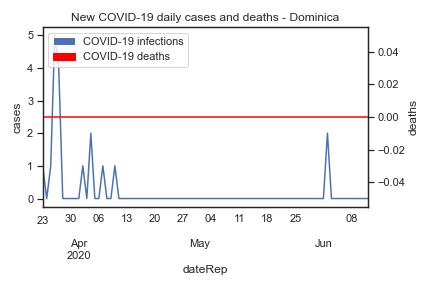 New COVID-19 daily cases and deaths - Dominica
COVID-19 infections
COVID-19 deaths
5
4
3
2
1
0
cases
0.04
0.02
0.00
−0.02
−0.04
deaths
23 30 06 13 20 27 04 11 18 25 08
Apr May Jun
2020
dateRep